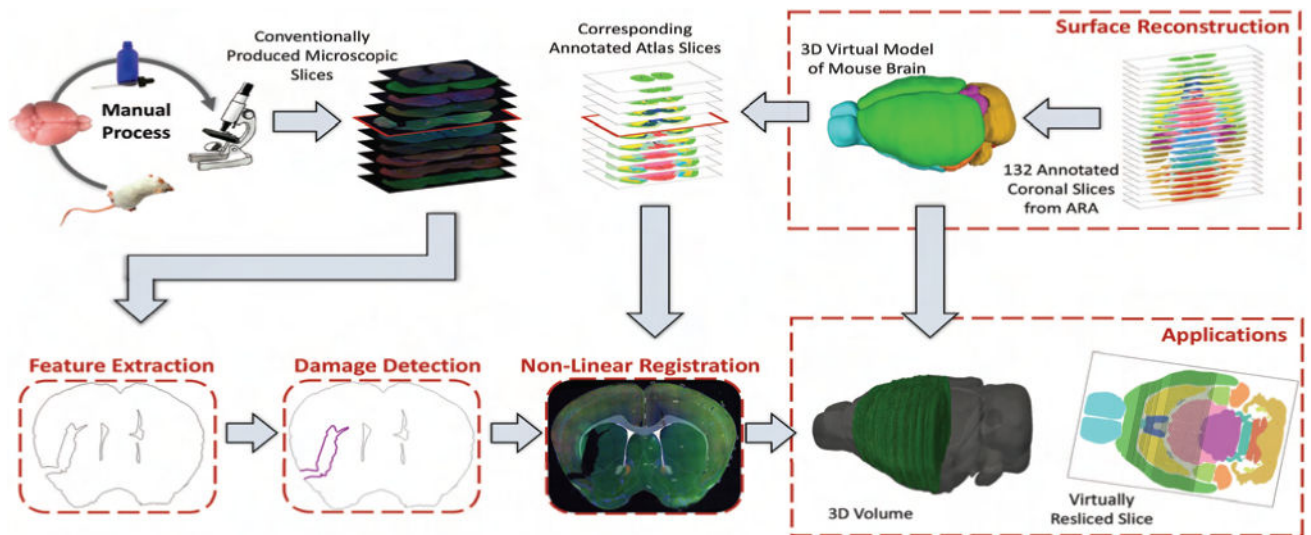 Manual
Process
Conventionally
Produced Microscopic
Slices
Corresponding
Annotated Atlas Slices
Surface Reconstruction
3D Virtual Model
of Mouse Brain
132 Annotated
Coronal Slices
from ARA
Feature Extraction
Damage Detection
Non-Linear Registration
Applications
3D Volume
Virtually
Resliced Slice